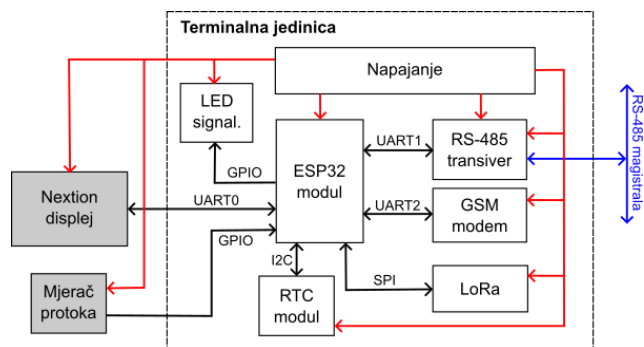 Terminalna jedinica
Napajanje
LED
signal.
ESP32
modul
UART1
RS-485
transiver
RS-485 magistrala
GPIO
Nextion
displej
UART0
UART2
GSM
modem
GPIO
I2C
SPI
Mjerač
protoka
RTC
modul
LoRa